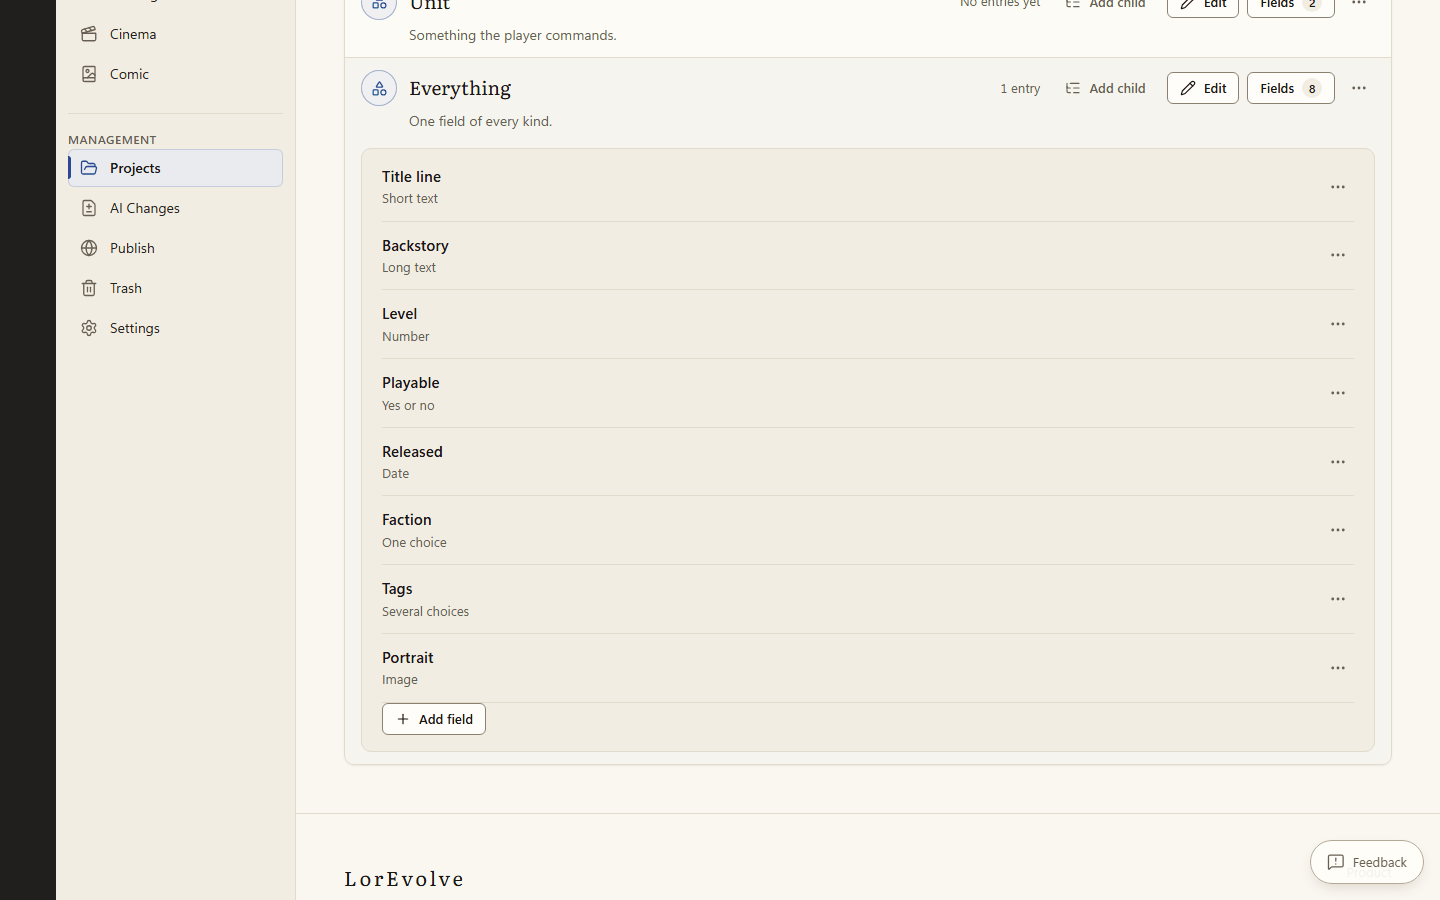 Cinema
Comic
MANAGEMENT
Projects
AI Changes
Publish
Trash
Settings
Unit
No entries yet
Add child
Edit
Fields 2
Something the player commands.
Everything
1 entry
Add child
Edit
Fields 8
One field of every kind.
Title line
Short text
Backstory
Long text
Level
Number
Playable
Yes or no
Released
Date
Faction
One choice
Tags
Several choices
Portrait
Image
Add field
LorEvolve
Feedback
Product